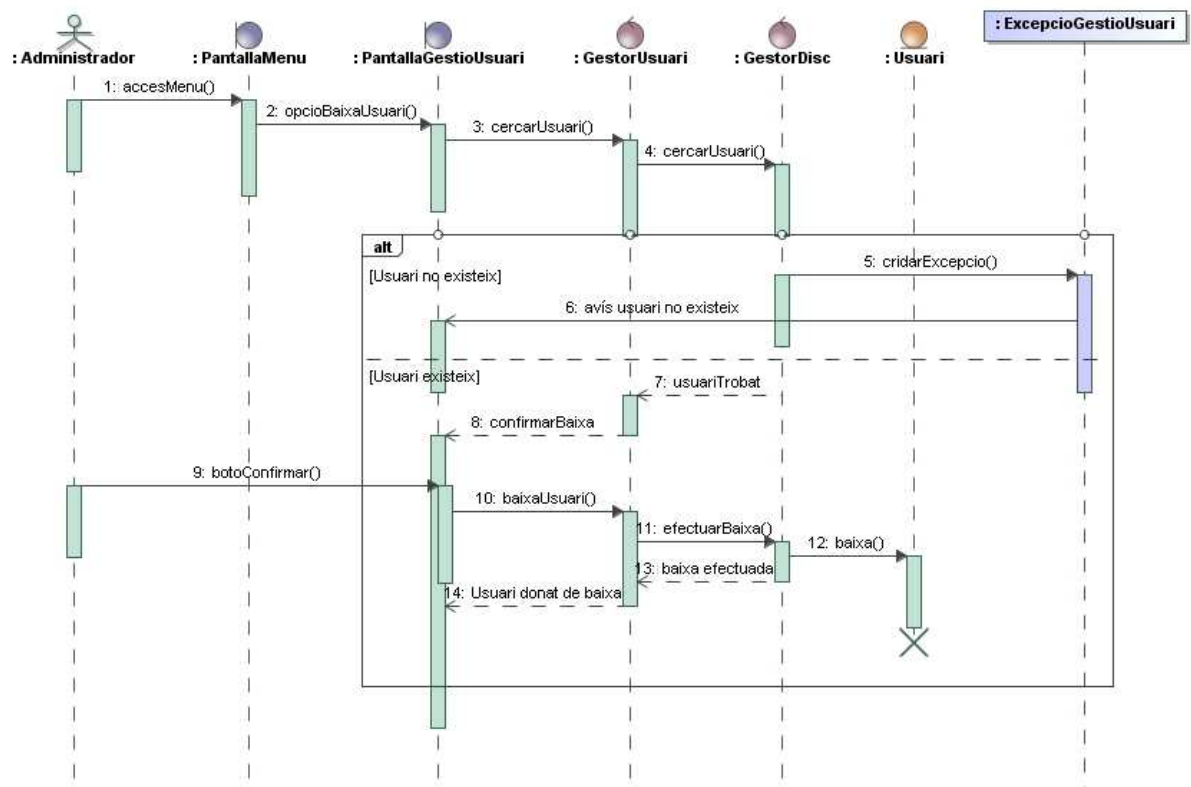 : ExcepcioGestioUsuari
: Administrador
: PantallaMenu
: PantallaGestioUsuari
: GestorUsuari
: GestorDisc
: Usuari
1: accesMenu()
2: opcioBaixaUsuari()
3: cercarUsuari()
4: cercarUsuari()
alt
[Usuari no existeix]
5: cridarExcepcio()
6: avís usuari no existeix
[Usuari existeix]
7: usuariTrobat
8: confirmarBaixa
9: botoConfirmar()
10: baixaUsuari()
11: efectuarBaixa()
12: baixa()
13: baixa efectuada
14: Usuari donat de baixa